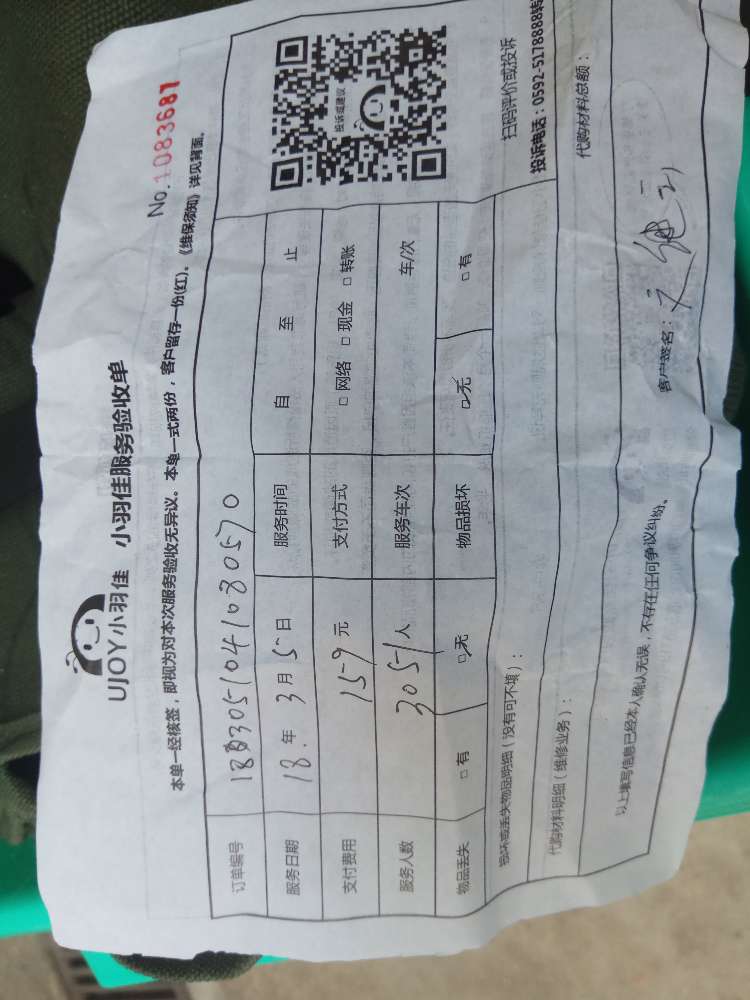 UJOY小羽佳 小羽佳服务验收单
No.1083687
本单一经核签,即视为对本次服务验收无异议。本单一式两份,客户留存一份(红)。《维保须知》详见背面。
订单编号 1803051041080570
服务日期 18年3月5日 服务时间 自 至 止
支付费用 159元 支付方式 □ 网络 □ 现金 □ 转账
服务人数 3051人 服务车次 车/次
物品丢失 □ 有 □ 无 物品损坏 □ 无 □ 有
投诉或建议
扫码评价或投诉
投诉电话:0592-5178888转
损坏或丢失物品明细(没有可不填):
代购材料明细(维修业务): 代购材料总额:
以上填写信息已经本人确认无误,不存在任何争议纠纷。 客户签名: